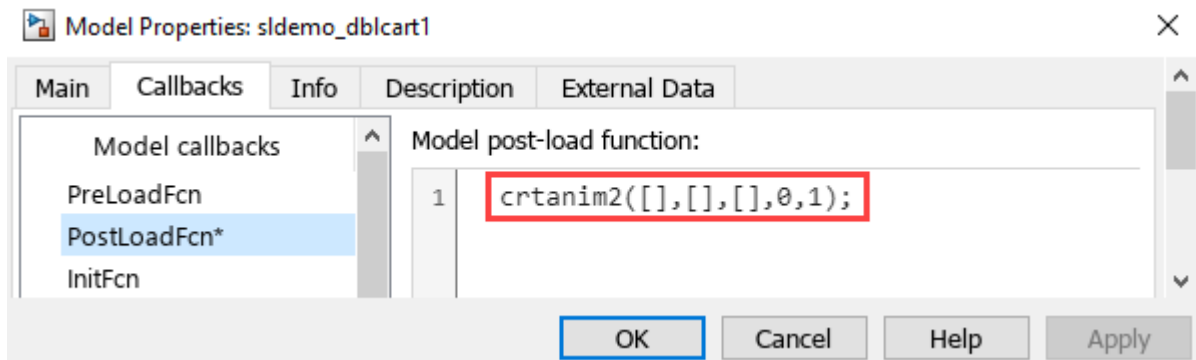 Model Properties: sldemo_dblcart1
Main Callbacks Info Description External Data
Model callbacks
PreLoadFcn
PostLoadFcn*
InitFcn
Model post-load function:
1 crtanim2([],[],[],0,1);
OK Cancel Help Apply